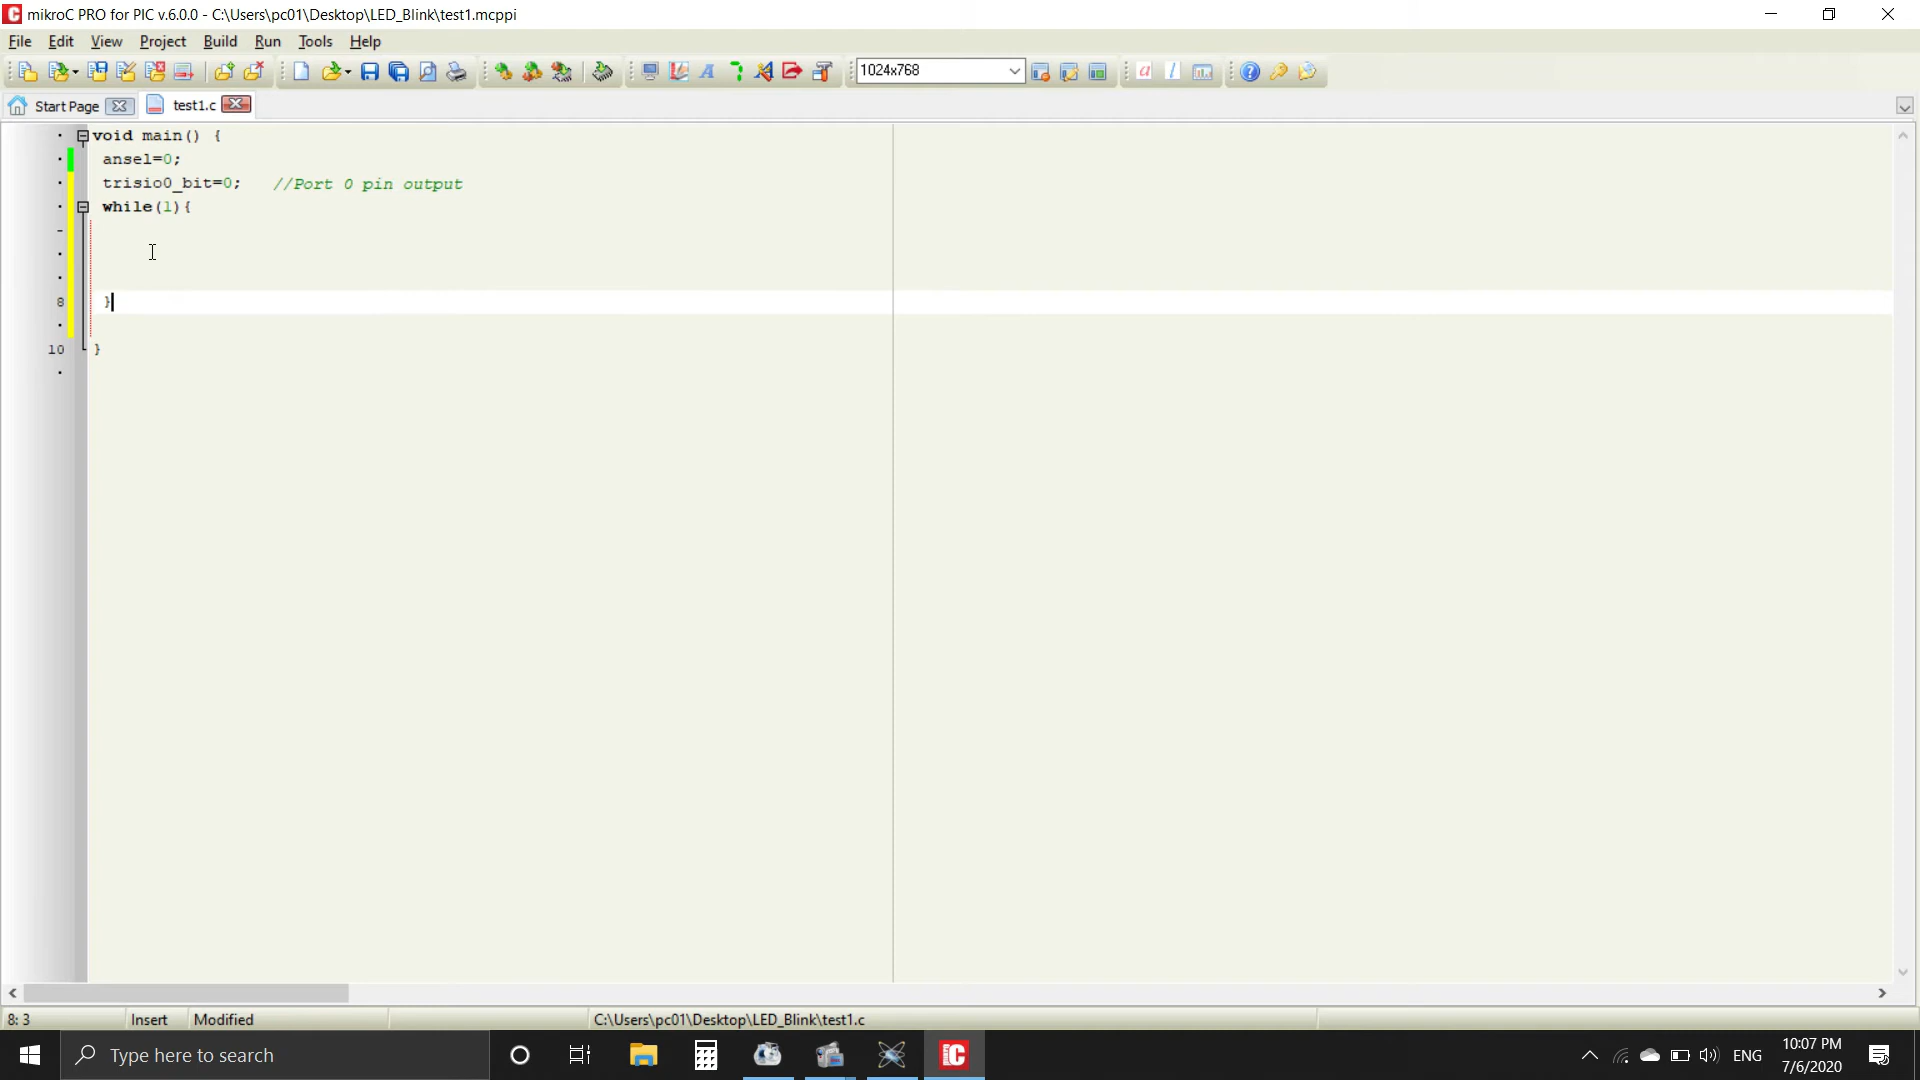 mikroC PRO for PIC v.6.0.0 - C:\Users\pc01\Desktop\LED_Blink\test1.mcppi
File Edit View Project Build Run Tools Help
1024x768
Start Page test1.c
void main() {
ansel=0;
trisio0_bit=0; //Port 0 pin output
while(1){
8 }
10 }
8: 3 Insert Modified C:\Users\pc01\Desktop\LED_Blink\test1.c
Type here to search
ENG
10:07 PM
7/6/2020